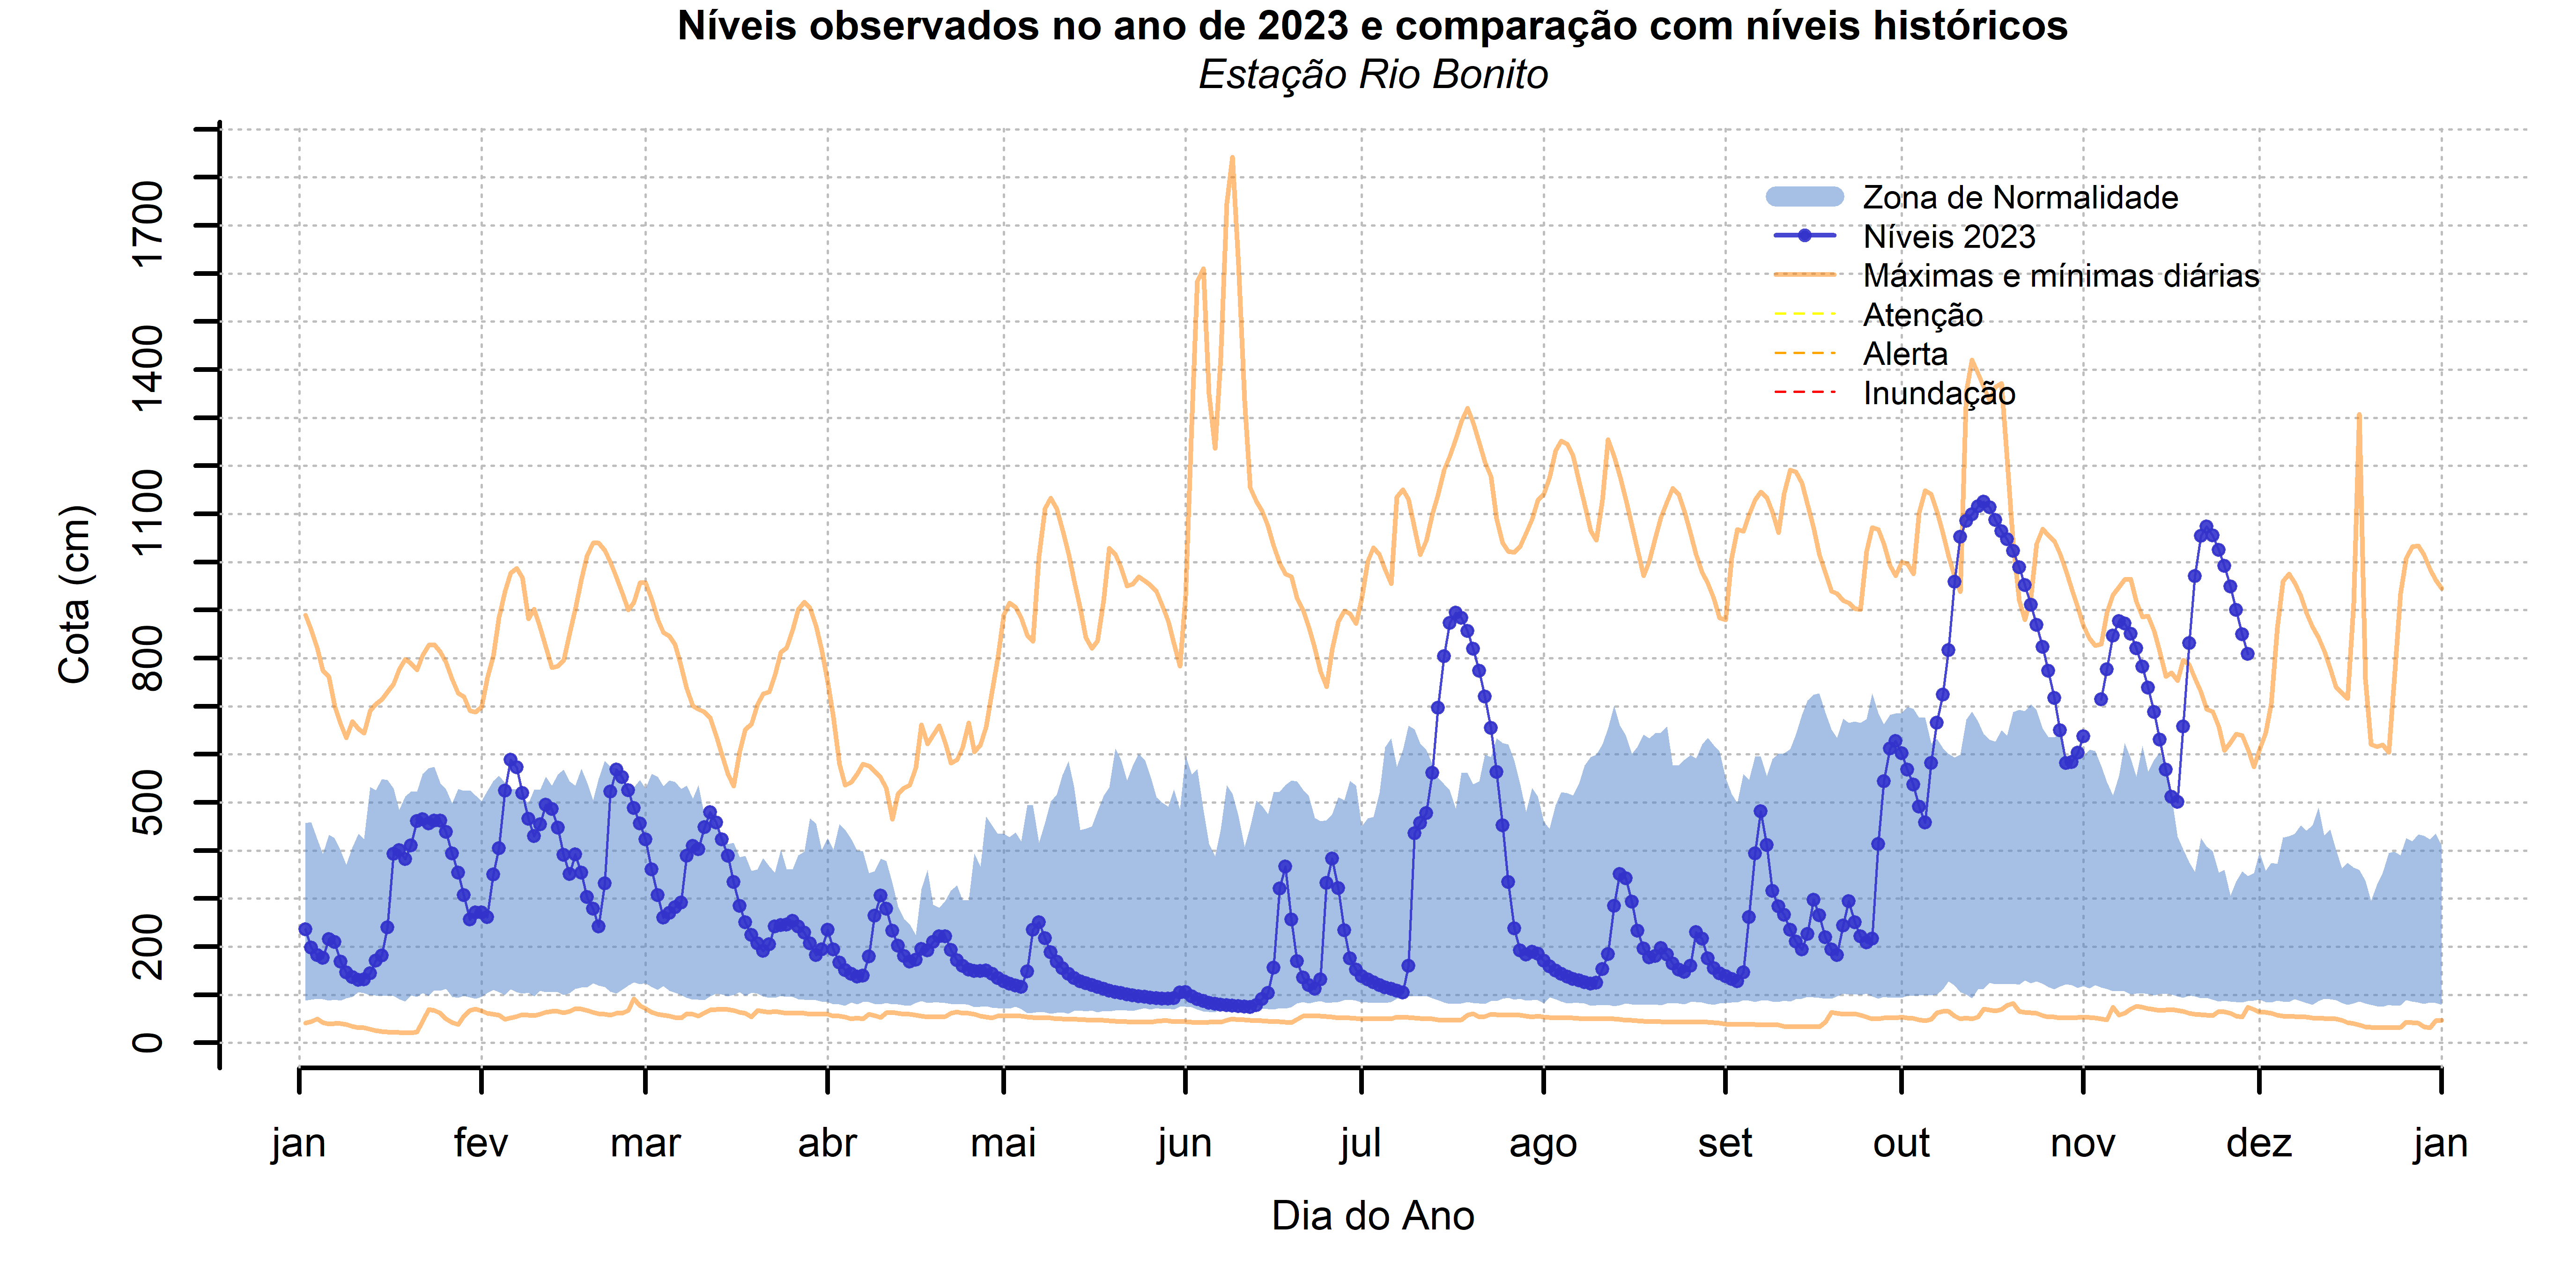 Níveis observados no ano de 2023 e comparação com níveis históricos
Estação Rio Bonito
Zona de Normalidade
Níveis 2023
Máximas e mínimas diárias
Atenção
Alerta
Inundação
Cota (cm)
1700
1400
1100
800
500
200
0
jan fev mar abr mai jun jul ago set out nov dez jan
Dia do Ano